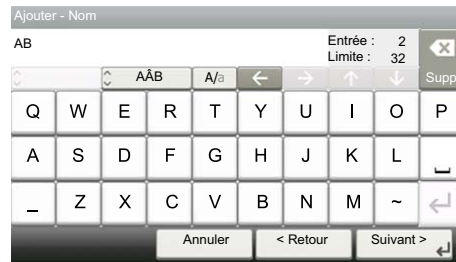 Ajouter - Nom
AB
Entrée : 2
Limite : 32
AÂB A/a ← → ↑ ↓ Supp
Q W E R T Y U I O P
A S D F G H J K L
_ Z X C V B N M ~
Annuler < Retour Suivant >